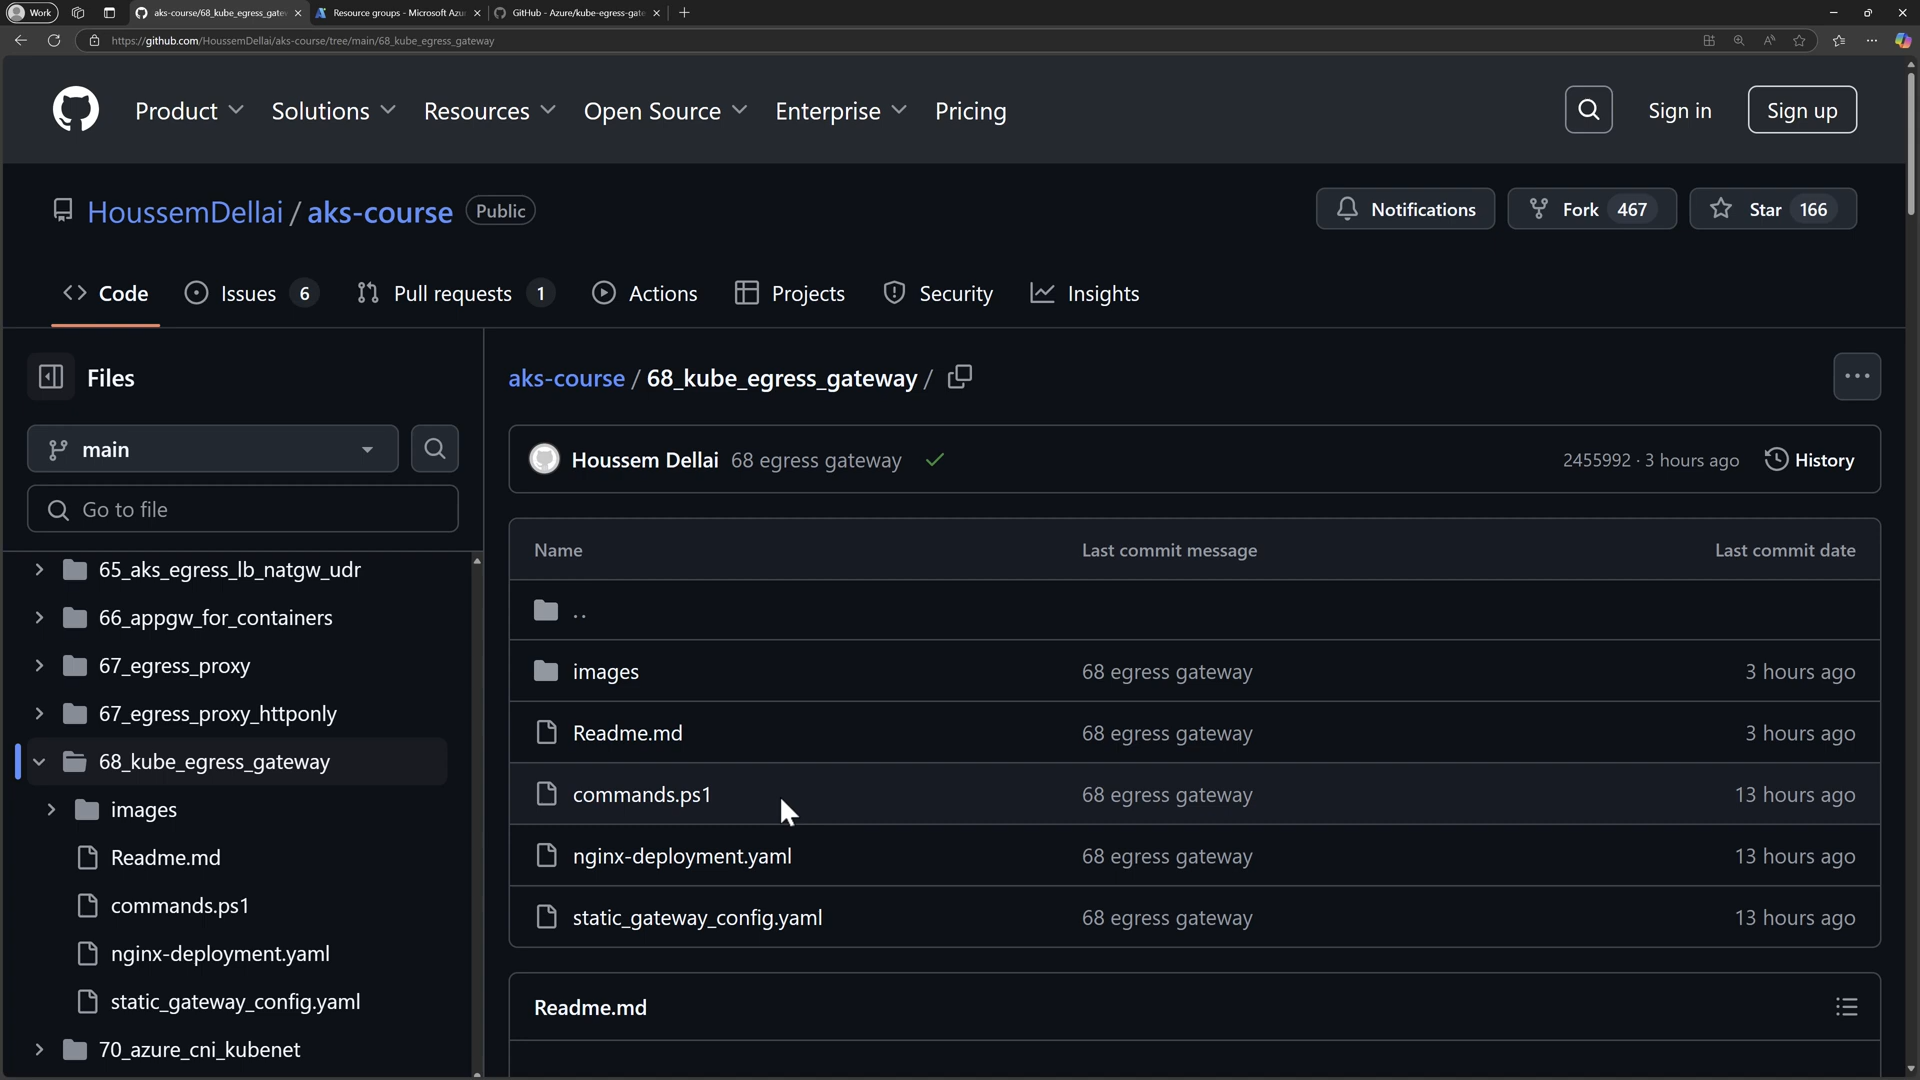 Work
aks-course/68_kube_egress_gatew
Resource groups - Microsoft Azu
GitHub - Azure/kube-egress-gate
https://github.com/HoussemDellai/aks-course/tree/main/68_kube_egress_gateway
Product
Solutions
Resources
Open Source
Enterprise
Pricing
Sign in
Sign up
HoussemDellai / aks-course Public
Notifications
Fork 467
Star 166
Code
Issues 6
Pull requests 1
Actions
Projects
Security
Insights
Files
main
Go to file
65_aks_egress_lb_natgw_udr
66_appgw_for_containers
67_egress_proxy
67_egress_proxy_httponly
68_kube_egress_gateway
images
Readme.md
commands.ps1
nginx-deployment.yaml
static_gateway_config.yaml
70_azure_cni_kubenet
aks-course / 68_kube_egress_gateway /
Houssem Dellai 68 egress gateway
2455992 · 3 hours ago
History
Name Last commit message Last commit date
..
images 68 egress gateway 3 hours ago
Readme.md 68 egress gateway 3 hours ago
commands.ps1 68 egress gateway 13 hours ago
nginx-deployment.yaml 68 egress gateway 13 hours ago
static_gateway_config.yaml 68 egress gateway 13 hours ago
Readme.md